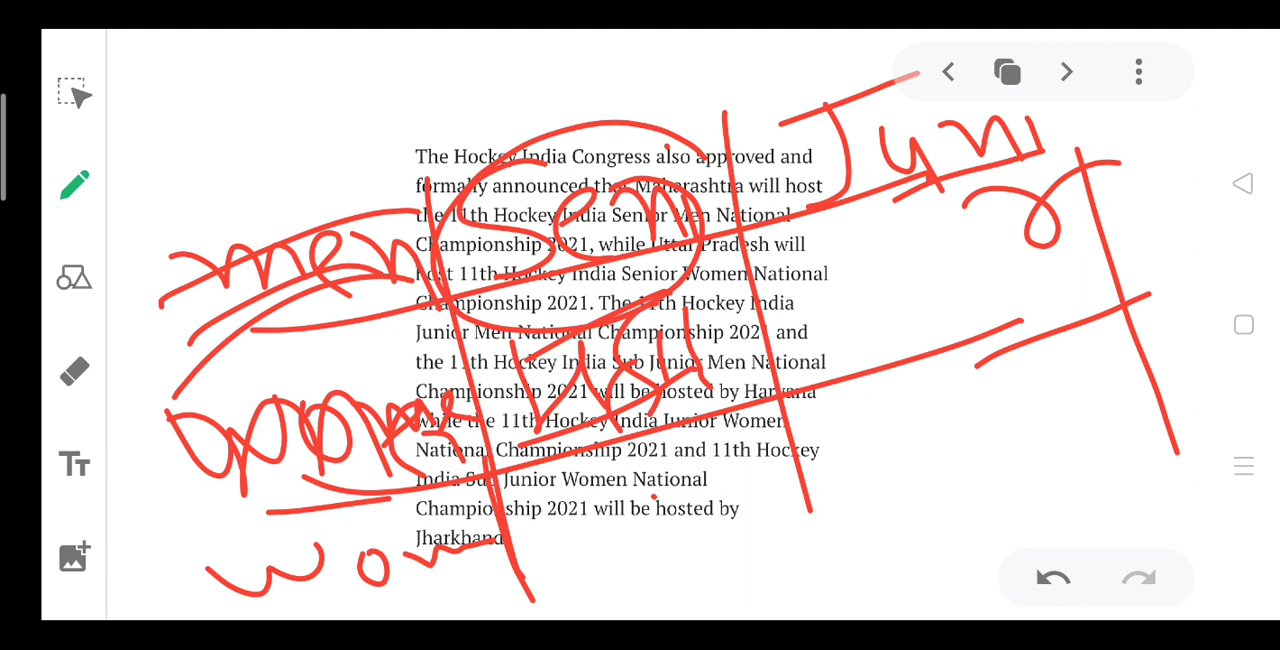 The Hockey India Congress also approved and
formally announced that Maharashtra will host
the 11th Hockey India Senior Men National
Championship 2021, while Uttar Pradesh will
host 11th Hockey India Senior Women National
Championship 2021. The 11th Hockey India
Junior Men National Championship 2021 and
the 11th Hockey India Sub Junior Men National
Championship 2021 will be hosted by Haryana
while the 11th Hockey India Junior Women
National Championship 2021 and 11th Hockey
India Sub Junior Women National
Championship 2021 will be hosted by
Jharkhand
Juni
Seni
men
Wom
TT